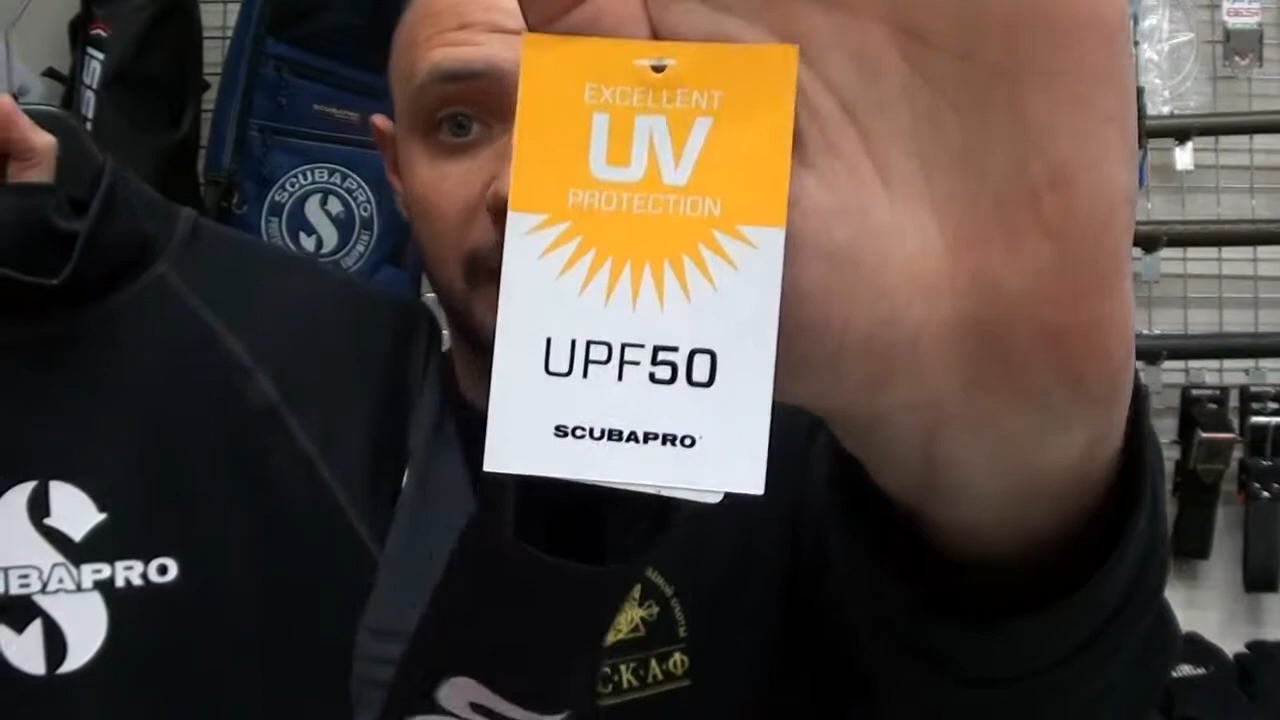 EXCELLENT
UV
PROTECTION
UPF50
SCUBAPRO
SCUBAPRO
UBAPRO
С·К·А·Ф